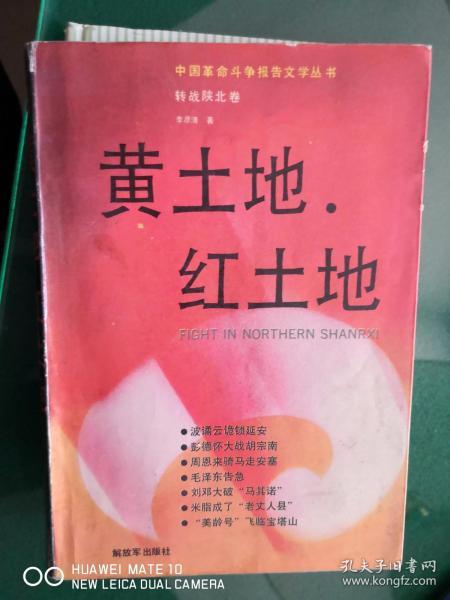 中国革命斗争报告文学丛书
转战陕北卷
李彦清 著
黄土地·
红土地
FIGHT IN NORTHERN SHANRXI
●波谲云诡锁延安
●彭德怀大战胡宗南
●周恩来骑马走安塞
●毛泽东告急
●刘邓大破“马其诺”
●米脂成了“老丈人县”
●“美龄号”飞临宝塔山
解放军出版社
HUAWEI MATE 10
NEW LEICA DUAL CAMERA
孔夫子旧书网
www.kongfz.com